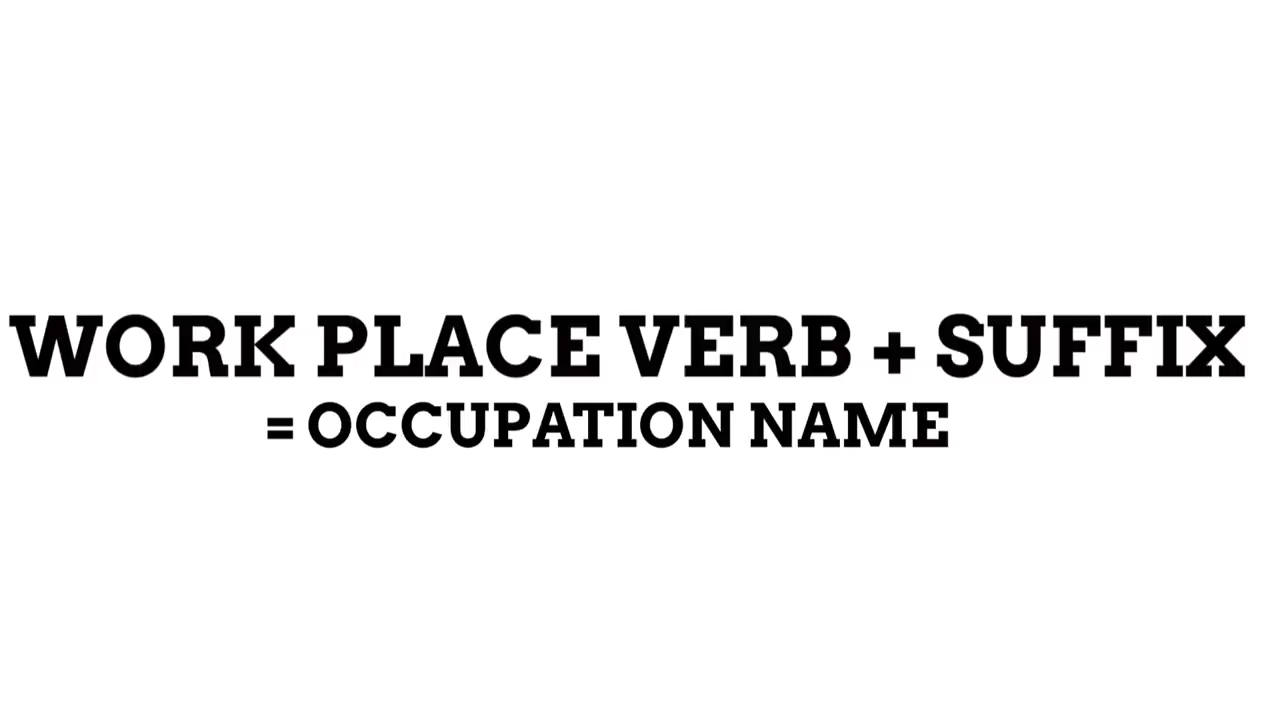 WORK PLACE VERB + SUFFIX
= OCCUPATION NAME